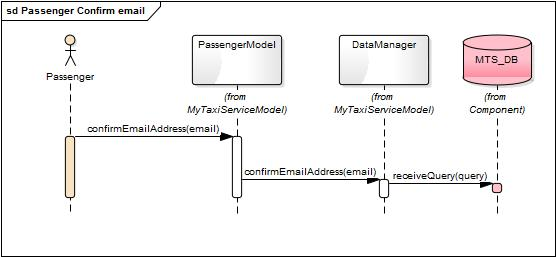 sd Passenger Confirm email
Passenger
PassengerModel
DataManager
MTS_DB
(from
MyTaxiServiceModel)
(from
MyTaxiServiceModel)
(from
Component)
confirmEmailAddress(email)
confirmEmailAddress(email)
receiveQuery(query)